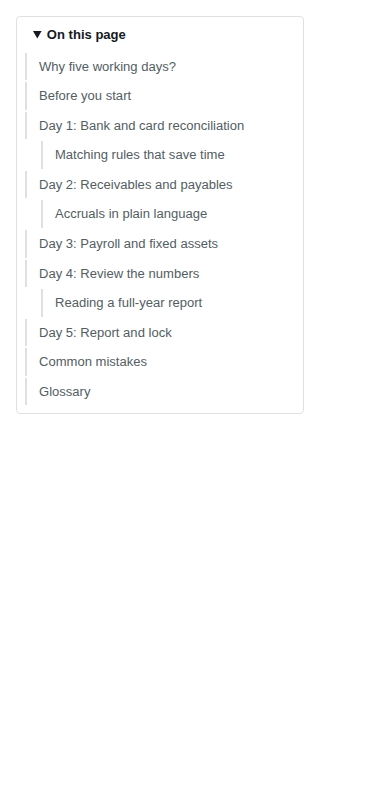 On this page
Why five working days?
Before you start
Day 1: Bank and card reconciliation
Matching rules that save time
Day 2: Receivables and payables
Accruals in plain language
Day 3: Payroll and fixed assets
Day 4: Review the numbers
Reading a full-year report
Day 5: Report and lock
Common mistakes
Glossary